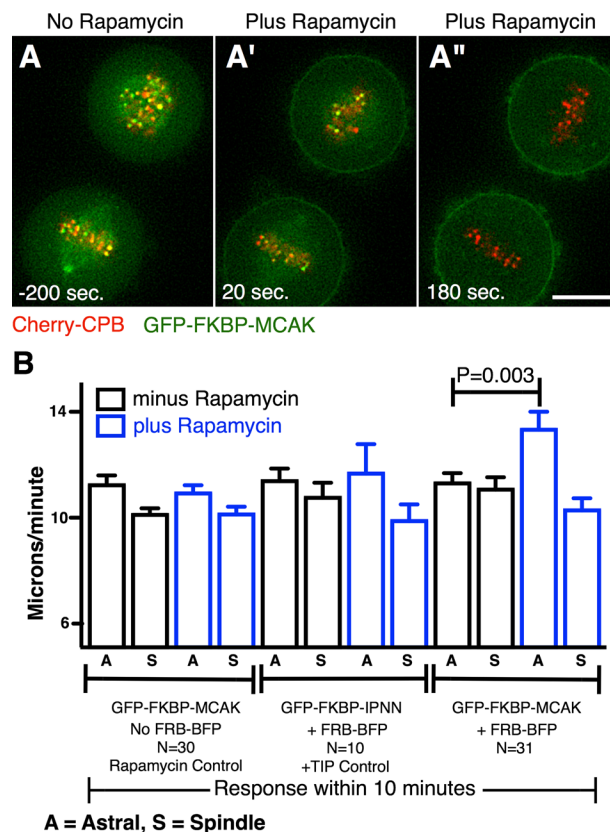 No Rapamycin Plus Rapamycin Plus Rapamycin
A A' A"
-200 sec. 20 sec. 180 sec.
Cherry-CPB GFP-FKBP-MCAK
B
P=0.003
minus Rapamycin
plus Rapamycin
Microns/minute
14
10
6
A S A S A S A S A S A S
GFP-FKBP-MCAK
No FRB-BFP
N=30
Rapamycin Control
GFP-FKBP-IPNN
+ FRB-BFP
N=10
+TIP Control
GFP-FKBP-MCAK
+ FRB-BFP
N=31
Response within 10 minutes
A = Astral, S = Spindle